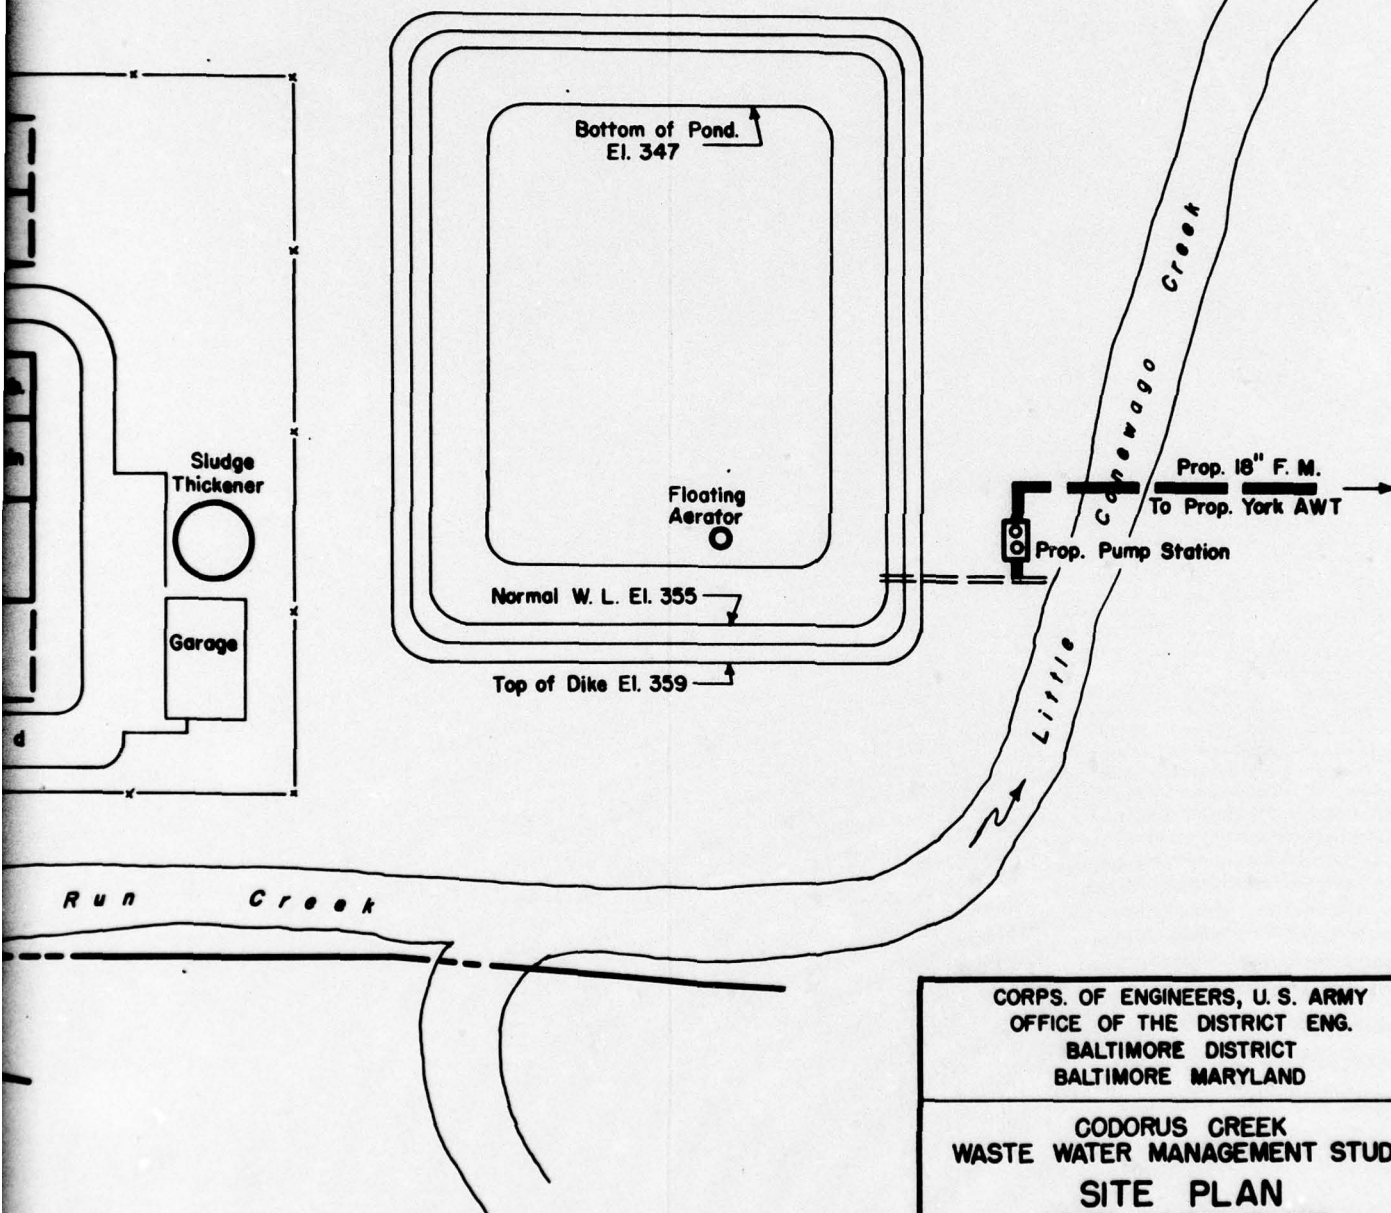 Bottom of Pond.
El. 347
Conewago Creek
Sludge
Thickener
Floating
Aerator
Prop. 18" F. M.
To Prop. York AWT
Prop. Pump Station
Normal W. L. El. 355
Garage
Top of Dike El. 359
Little
d
Run Creek
CORPS. OF ENGINEERS, U. S. ARMY
OFFICE OF THE DISTRICT ENG.
BALTIMORE DISTRICT
BALTIMORE MARYLAND
CODORUS CREEK
WASTE WATER MANAGEMENT STUD
SITE PLAN